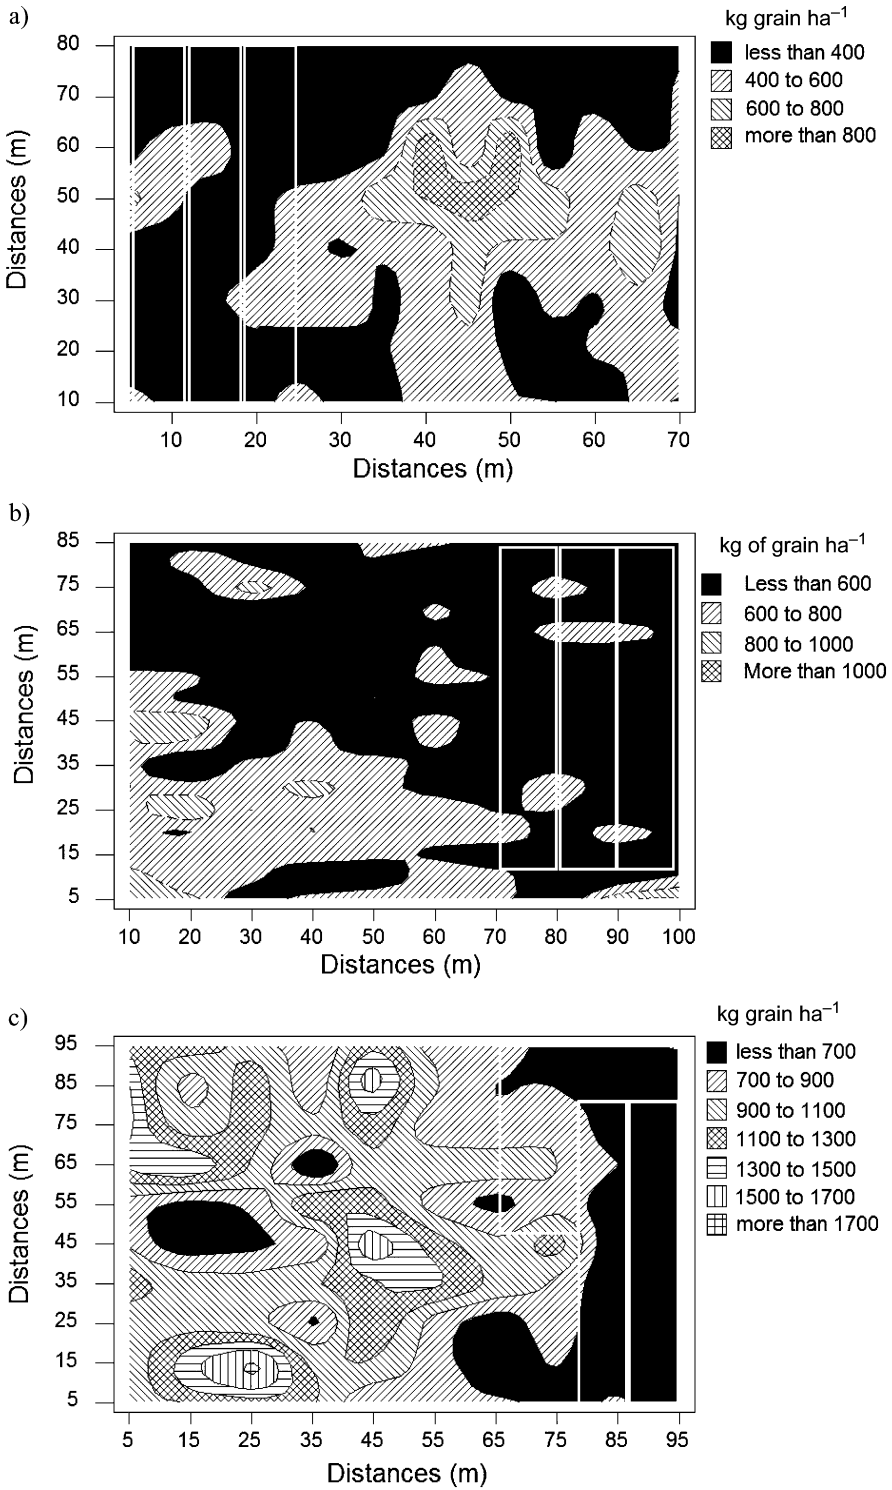 a)
kg grain ha⁻¹
less than 400
400 to 600
600 to 800
more than 800
80
70
60
50
40
30
20
10
Distances (m)
10 20 30 40 50 60 70
Distances (m)
b)
kg of grain ha⁻¹
Less than 600
600 to 800
800 to 1000
More than 1000
85
75
65
55
45
35
25
15
5
Distances (m)
10 20 30 40 50 60 70 80 90 100
Distances (m)
c)
kg grain ha⁻¹
less than 700
700 to 900
900 to 1100
1100 to 1300
1300 to 1500
1500 to 1700
more than 1700
95
85
75
65
55
45
35
25
15
5
Distances (m)
5 15 25 35 45 55 65 75 85 95
Distances (m)